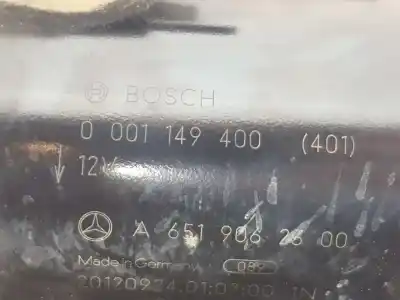 BOSCH
0 001 149 400 (401)
12V
A 651 906 26 00
Made in Germany